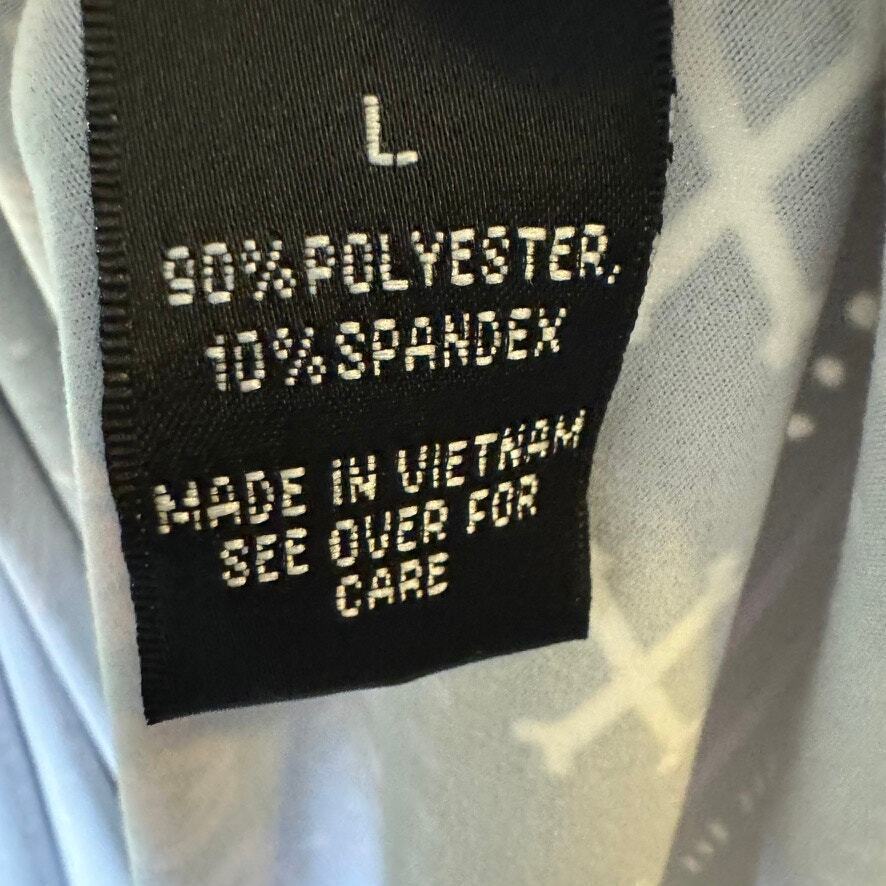 L
90% POLYESTER,
10% SPANDEX
MADE IN VIETNAM
SEE OVER FOR
CARE